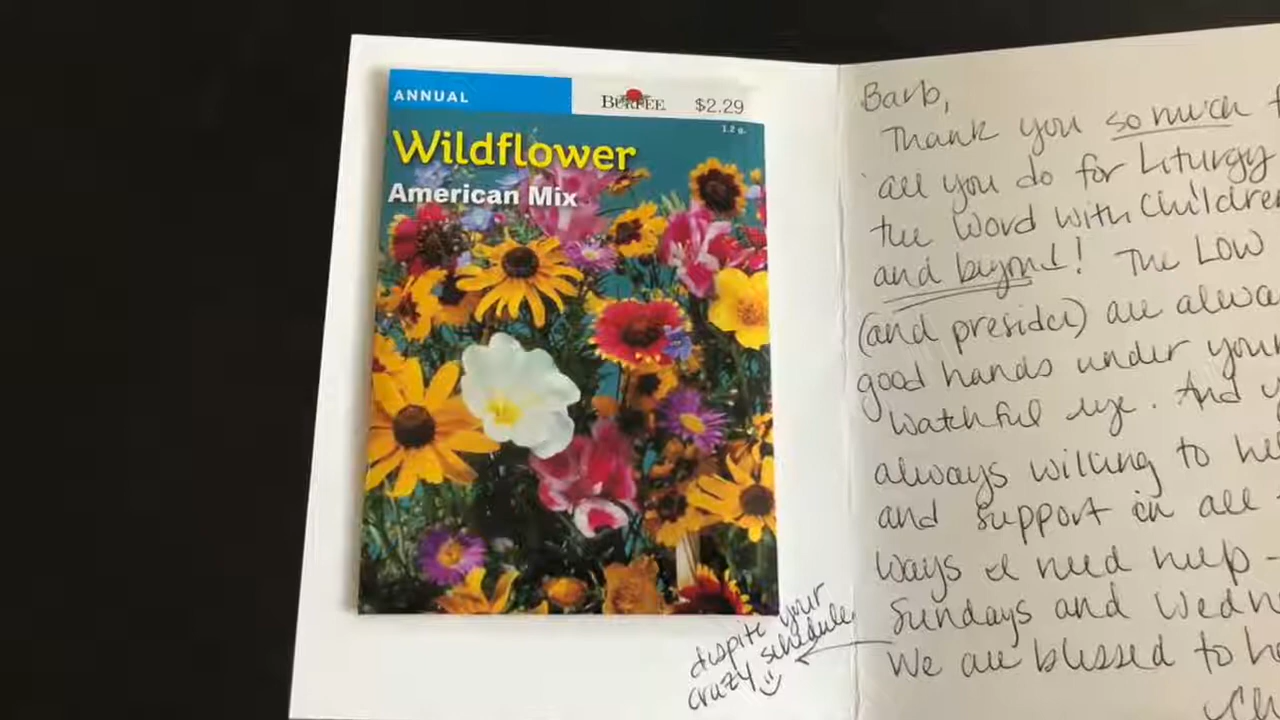 ANNUAL
BURPEE $2.29
1.2 g.
Wildflower
American Mix
Barb,
Thank you so much
all you do for Liturgy
the Word with Children
and beyond! The LOW
(and presider) are alwa
good hands under your
watchful eye. And
always willing to he
and support in all
ways I need help -
Sundays and Wedn
We are blessed to ha
despite your
crazy schedule